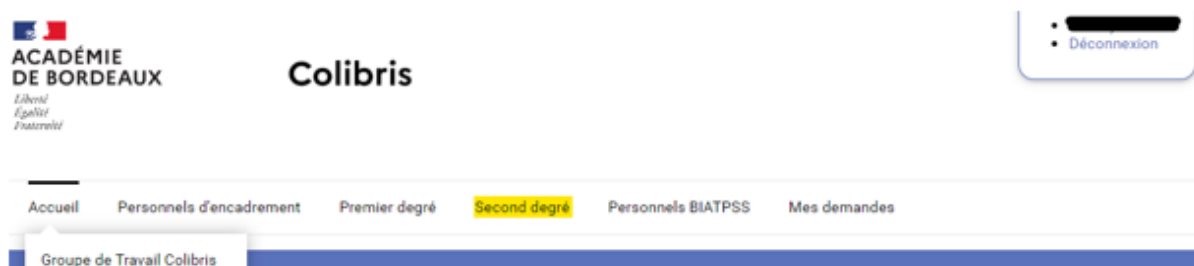 ACADÉMIE
DE BORDEAUX
Liberté
Égalité
Fraternité
Colibris
Déconnexion
Accueil Personnels d'encadrement Premier degré Second degré Personnels BIATPSS Mes demandes
Groupe de Travail Colibris